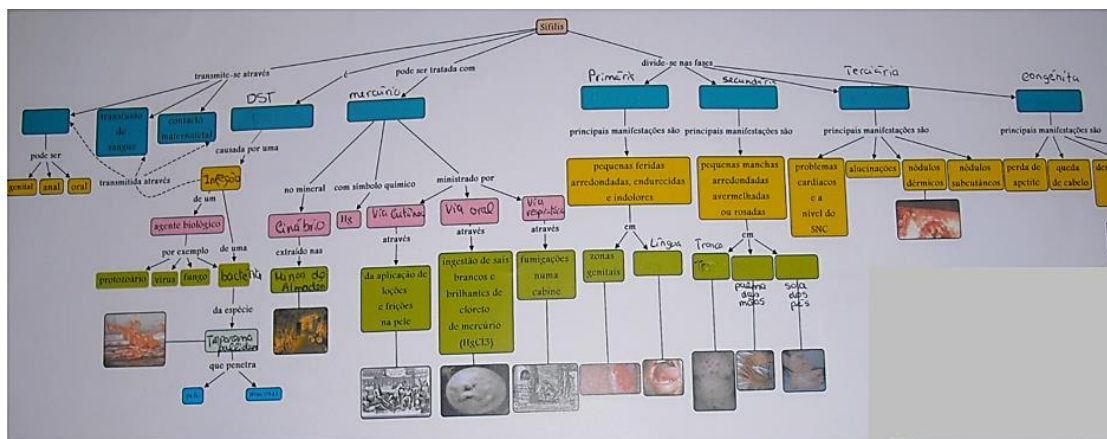 Sífilis
transmite-se através
é
pode ser tratada com
divide-se nas fases
DST
mercúrio
Primária
secundária
Terciária
congénita
transfusão de
sangue
contacto
maternofetal
pode ser
genital
anal
oral
transmitida através
causada por uma
Infeção
de um
agente biológico
por exemplo
de uma
protozoário
vírus
fungo
bactéria
da espécie
Treponema
pallidum
que penetra
pele
mucosas
no mineral
Cinábrio
extraído nas
Minas de
Almadén
com símbolo químico
Hg
ministrado por
Via cutânea
Via oral
Via
respiratória
através
através
através
da aplicação de
loções
e fricções
na pele
ingestão de sais
brancos e
brilhantes de
cloreto
de mercúrio
(HgCl3)
fumigações
numa
cabine
principais manifestações são
principais manifestações são
principais manifestações são
principais manifestações são
pequenas feridas
arredondadas, endurecidas
e indolores
em
zonas
genitais
Língua
pequenas manchas
arredondadas
avermelhadas
ou rosadas
em
Tronco
palma
das
mãos
sola
dos
pés
problemas
cardíacos
e a
nível do
SNC
alucinações
nódulos
dérmicos
nódulos
subcutâneos
perda de
apetite
queda
de cabelo